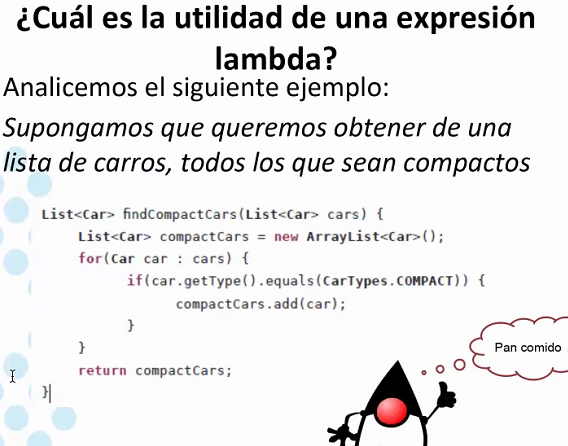 ¿Cuál es la utilidad de una expresión
lambda?
Analicemos el siguiente ejemplo:
Supongamos que queremos obtener de una
lista de carros, todos los que sean compactos
List<Car> findCompactCars(List<Car> cars) {
List<Car> compactCars = new ArrayList<Car>();
for(Car car : cars) {
if(car.getType().equals(CarTypes.COMPACT)) {
compactCars.add(car);
}
}
return compactCars;
}
Pan comido